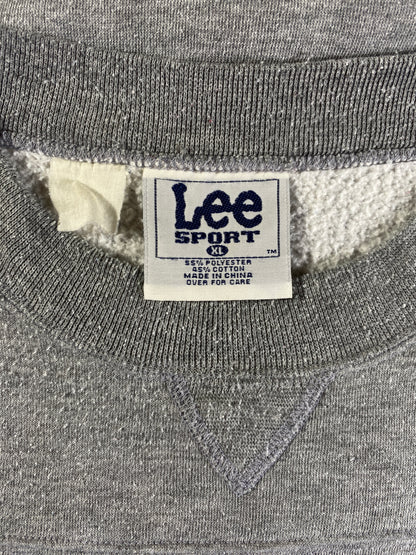 Lee
SPORT
XL
TM
55% POLYESTER
45% COTTON
MADE IN CHINA
OVER FOR CARE